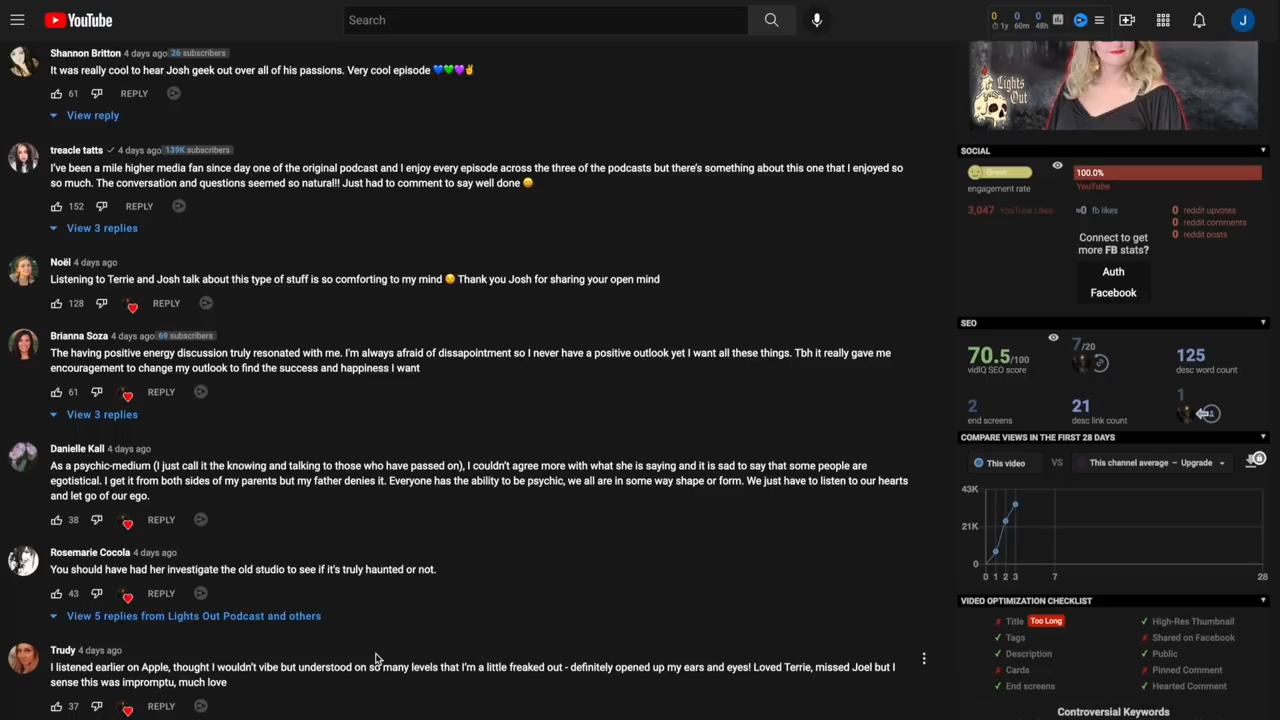 YouTube
Search
0 0 0
1y 60m 48h
J
Shannon Britton 4 days ago 26 subscribers
It was really cool to hear Josh geek out over all of his passions. Very cool episode 💙💚💜✌
61 REPLY
View reply
treacle tatts ✓ 4 days ago 139K subscribers
I've been a mile higher media fan since day one of the original podcast and I enjoy every episode across the three of the podcasts but there's something about this one that I enjoyed so
so much. The conversation and questions seemed so natural!! Just had to comment to say well done
152 REPLY
View 3 replies
Noël 4 days ago
Listening to Terrie and Josh talk about this type of stuff is so comforting to my mind Thank you Josh for sharing your open mind
128 REPLY
Brianna Soza 4 days ago 69 subscribers
The having positive energy discussion truly resonated with me. I'm always afraid of dissapointment so I never have a positive outlook yet I want all these things. Tbh it really gave me
encouragement to change my outlook to find the success and happiness I want
61 REPLY
View 3 replies
Danielle Kall 4 days ago
As a psychic-medium (I just call it the knowing and talking to those who have passed on), I couldn't agree more with what she is saying and it is sad to say that some people are
egotistical. I get it from both sides of my parents but my father denies it. Everyone has the ability to be psychic, we all are in some way shape or form. We just have to listen to our hearts
and let go of our ego.
38 REPLY
Rosemarie Cocola 4 days ago
You should have had her investigate the old studio to see if it's truly haunted or not.
43 REPLY
View 5 replies from Lights Out Podcast and others
Trudy 4 days ago
I listened earlier on Apple, thought I wouldn't vibe but understood on so many levels that I'm a little freaked out - definitely opened up my ears and eyes! Loved Terrie, missed Joel but I
sense this was impromptu, much love
37 REPLY
Lights
Out
SOCIAL
Great
engagement rate
100.0%
YouTube
3,047 YouTube Likes
≈0 fb likes
0 reddit upvotes
0 reddit comments
0 reddit posts
Connect to get
more FB stats?
Auth
Facebook
SEO
70.5/100
vidIQ SEO score
7/20
125
desc word count
2
end screens
21
desc link count
1
COMPARE VIEWS IN THE FIRST 28 DAYS
This video VS This channel average – Upgrade
43K
21K
0
0 1 2 3 7 28
VIDEO OPTIMIZATION CHECKLIST
✗ Title Too Long
✓ High-Res Thumbnail
✓ Tags
✗ Shared on Facebook
✓ Description
✓ Public
✗ Cards
✗ Pinned Comment
✓ End screens
✓ Hearted Comment
Controversial Keywords